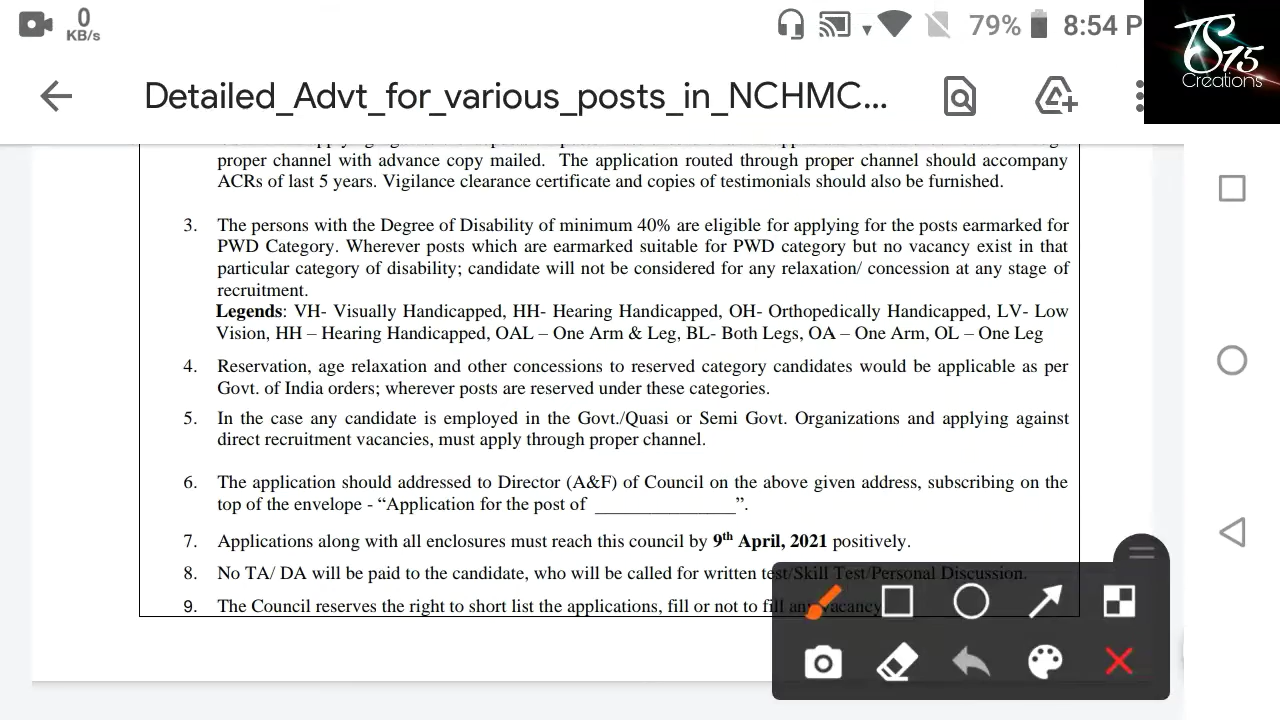 0
KB/s
79%
8:54 P
TS15
Creations
Detailed_Advt_for_various_posts_in_NCHMC...
proper channel with advance copy mailed. The application routed through proper channel should accompany
ACRs of last 5 years. Vigilance clearance certificate and copies of testimonials should also be furnished.
3. The persons with the Degree of Disability of minimum 40% are eligible for applying for the posts earmarked for
PWD Category. Wherever posts which are earmarked suitable for PWD category but no vacancy exist in that
particular category of disability; candidate will not be considered for any relaxation/ concession at any stage of
recruitment.
Legends: VH- Visually Handicapped, HH- Hearing Handicapped, OH- Orthopedically Handicapped, LV- Low
Vision, HH – Hearing Handicapped, OAL – One Arm & Leg, BL- Both Legs, OA – One Arm, OL – One Leg
4. Reservation, age relaxation and other concessions to reserved category candidates would be applicable as per
Govt. of India orders; wherever posts are reserved under these categories.
5. In the case any candidate is employed in the Govt./Quasi or Semi Govt. Organizations and applying against
direct recruitment vacancies, must apply through proper channel.
6. The application should addressed to Director (A&F) of Council on the above given address, subscribing on the
top of the envelope - “Application for the post of _______________”.
7. Applications along with all enclosures must reach this council by 9th April, 2021 positively.
8. No TA/ DA will be paid to the candidate, who will be called for written test/Skill Test/Personal Discussion.
9. The Council reserves the right to short list the applications, fill or not to fill any vacancy